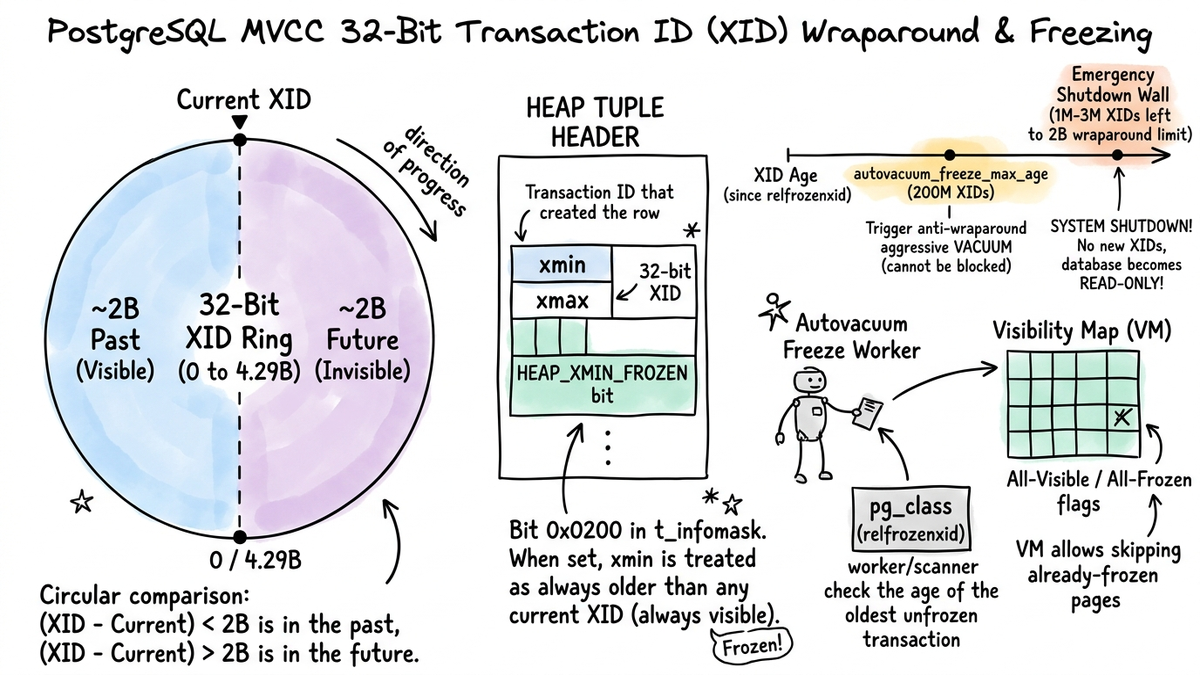 PostgreSQL MVCC 32-Bit Transaction ID (XID) Wraparound & Freezing
Current XID
direction
of progress
~2B
Past
(Visible)
32-Bit
XID Ring
(0 to 4.29B)
~2B
Future
(Invisible)
0 / 4.29B
Circular comparison:
(XID - Current) < 2B is in the past,
(XID - Current) > 2B is in the future.
HEAP TUPLE
HEADER
Transaction ID that
created the row
xmin
xmax
32-bit
XID
HEAP_XMIN_FROZEN
bit
Bit 0x0200 in t_infomask.
When set, xmin is treated
as always older than any
current XID (always visible).
Frozen!
Emergency
Shutdown Wall
(1M-3M XIDs left
to 2B wraparound limit)
XID Age
(since relfrozenxid)
autovacuum_freeze_max_age
(200M XIDs)
Trigger anti-wraparound
aggressive VACUUM
(cannot be blocked)
SYSTEM SHUTDOWN!
No new XIDs,
database becomes
READ-ONLY!
Autovacuum
Freeze Worker
pg_class
(relfrozenxid)
worker/scanner
check the age of the
oldest unfrozen
transaction
Visibility Map (VM)
All-Visible / All-Frozen
flags
VM allows skipping
already-frozen
pages